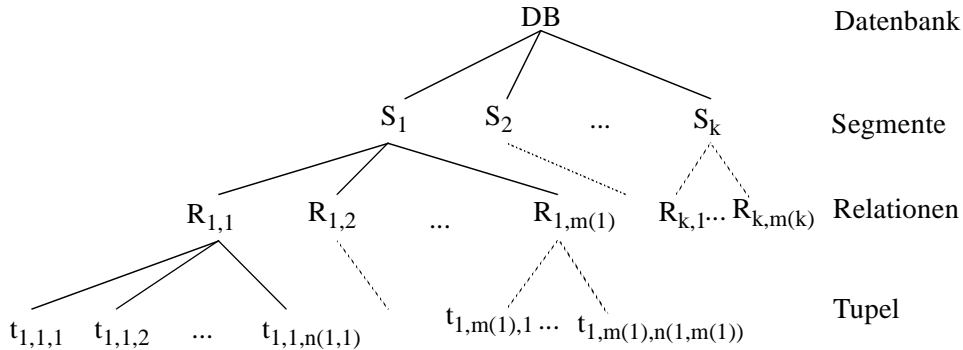 DB Datenbank
S1 S2 ... Sk Segmente
R1,1 R1,2 ... R1,m(1) Rk,1 ... Rk,m(k) Relationen
t1,1,1 t1,1,2 ... t1,1,n(1,1) t1,m(1),1 ... t1,m(1),n(1,m(1)) Tupel